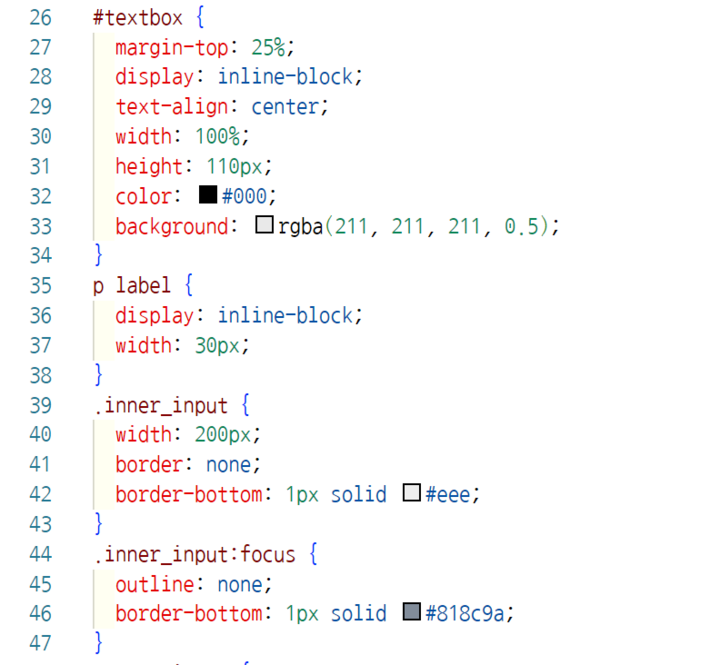 26 #textbox {
27 margin-top: 25%;
28 display: inline-block;
29 text-align: center;
30 width: 100%;
31 height: 110px;
32 color: #000;
33 background: rgba(211, 211, 211, 0.5);
34 }
35 p label {
36 display: inline-block;
37 width: 30px;
38 }
39 .inner_input {
40 width: 200px;
41 border: none;
42 border-bottom: 1px solid #eee;
43 }
44 .inner_input:focus {
45 outline: none;
46 border-bottom: 1px solid #818c9a;
47 }